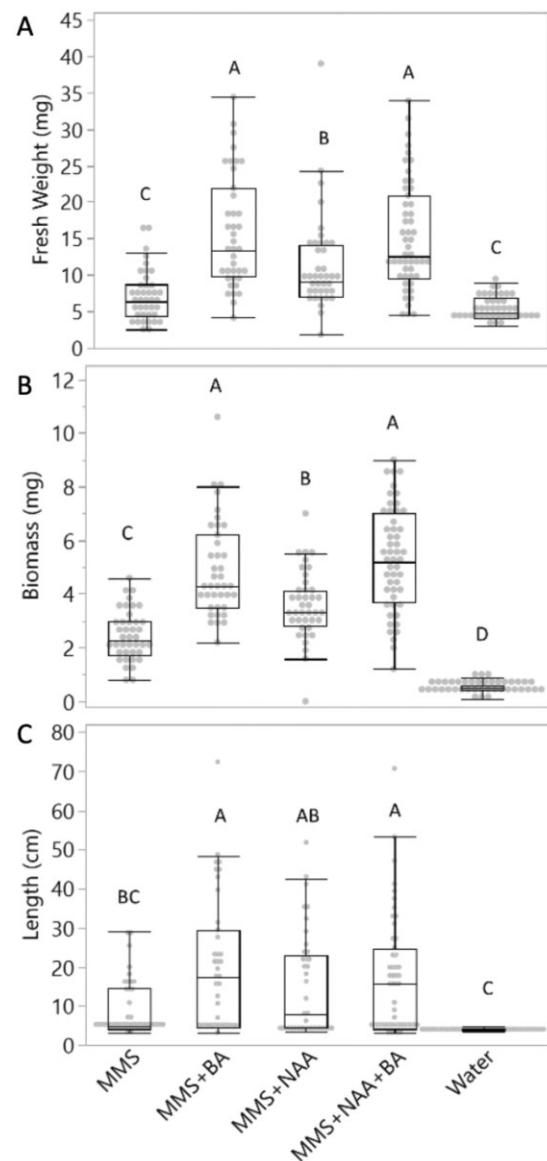 A
Fresh Weight (mg)
45
40
35
30
25
20
15
10
5
0
C
A
B
A
C
B
Biomass (mg)
12
10
8
6
4
2
0
C
A
B
A
D
C
Length (cm)
80
70
60
50
40
30
20
10
0
BC
A
AB
A
C
MMS
MMS+BA
MMS+NAA
MMS+NAA+BA
Water